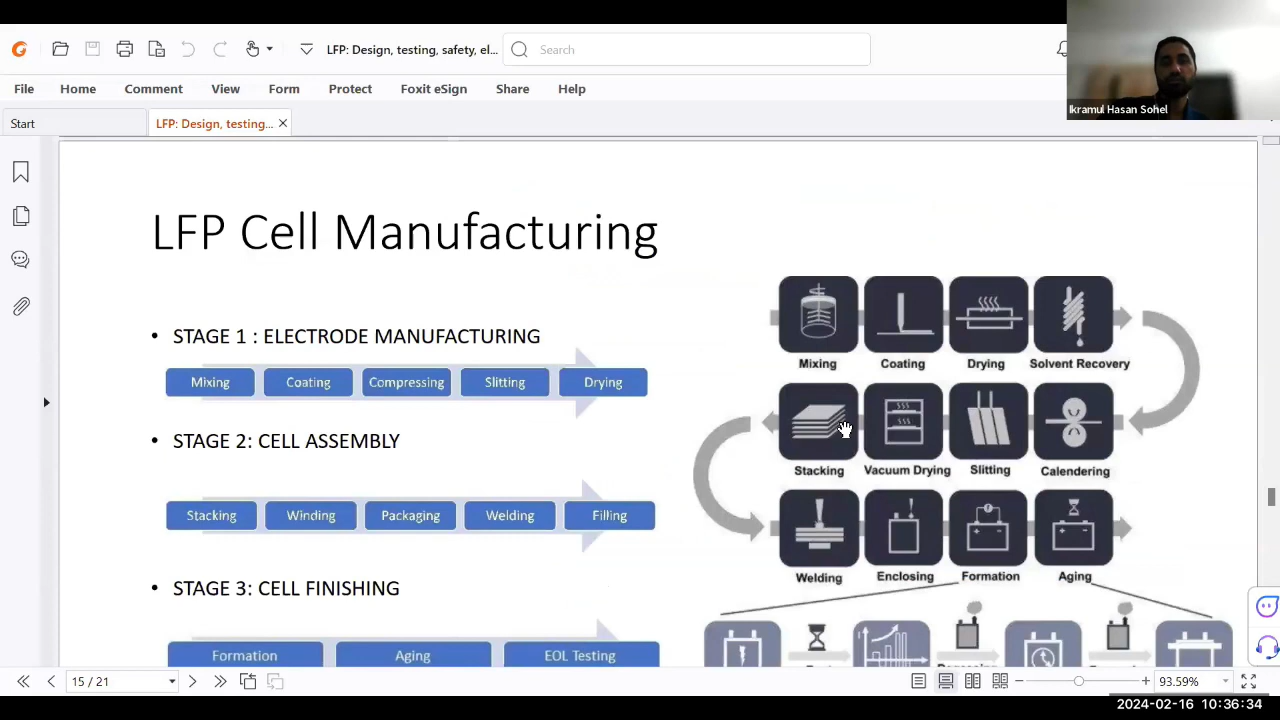 LFP: Design, testing, safety, el...
Search
File Home Comment View Form Protect Foxit eSign Share Help
Ikramul Hasan Sohel
Start
LFP: Design, testing...
LFP Cell Manufacturing
• STAGE 1 : ELECTRODE MANUFACTURING
Mixing Coating Compressing Slitting Drying
• STAGE 2: CELL ASSEMBLY
Stacking Winding Packaging Welding Filling
• STAGE 3: CELL FINISHING
Formation Aging EOL Testing
Mixing Coating Drying Solvent Recovery
Stacking Vacuum Drying Slitting Calendering
Welding Enclosing Formation Aging
15 / 21
93.59%
2024-02-16 10:36:34